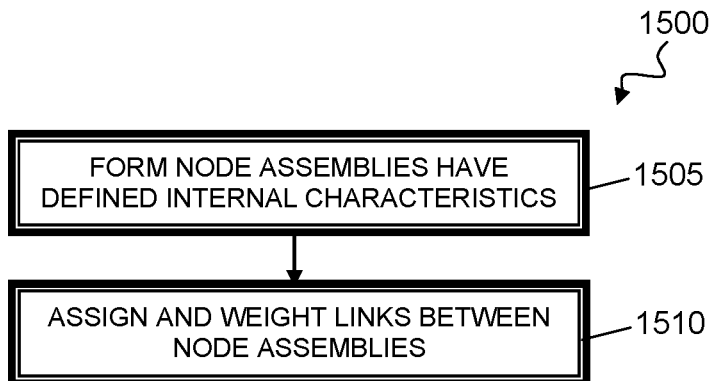 1500
FORM NODE ASSEMBLIES HAVE
DEFINED INTERNAL CHARACTERISTICS
1505
ASSIGN AND WEIGHT LINKS BETWEEN
NODE ASSEMBLIES
1510